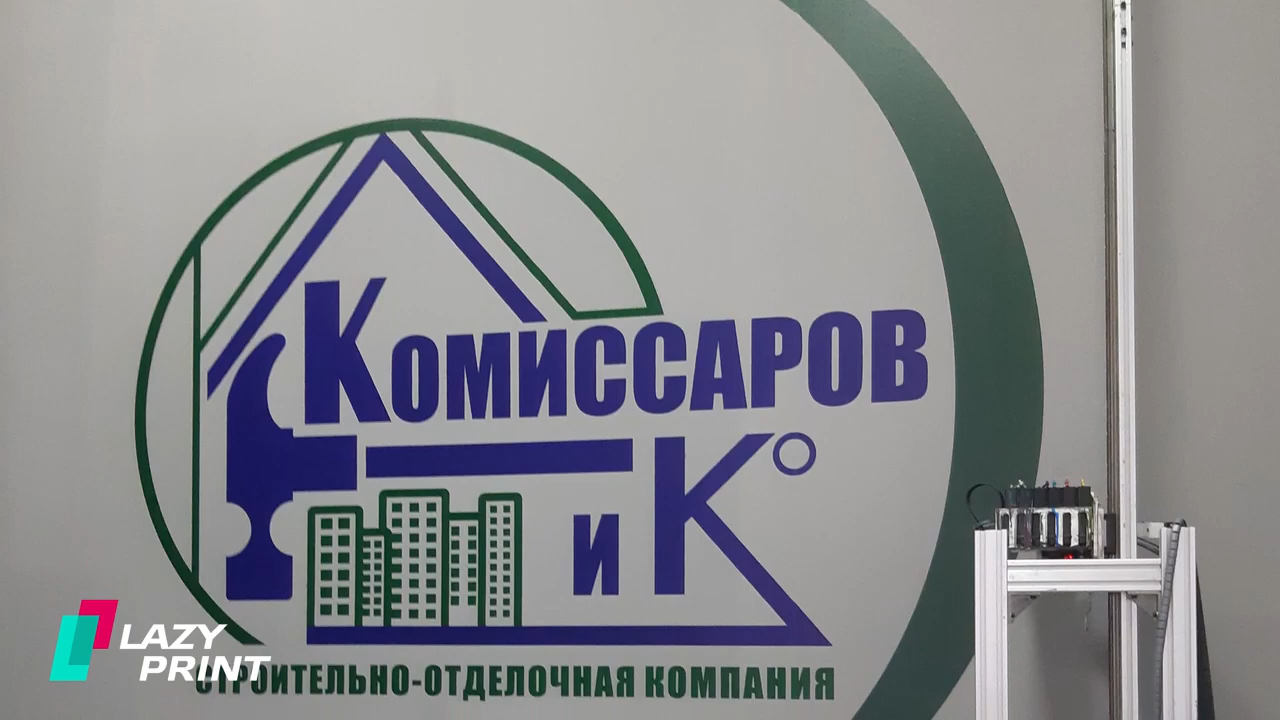 Комиссаров
и К°
СТРОИТЕЛЬНО-ОТДЕЛОЧНАЯ КОМПАНИЯ
LAZY
PRINT